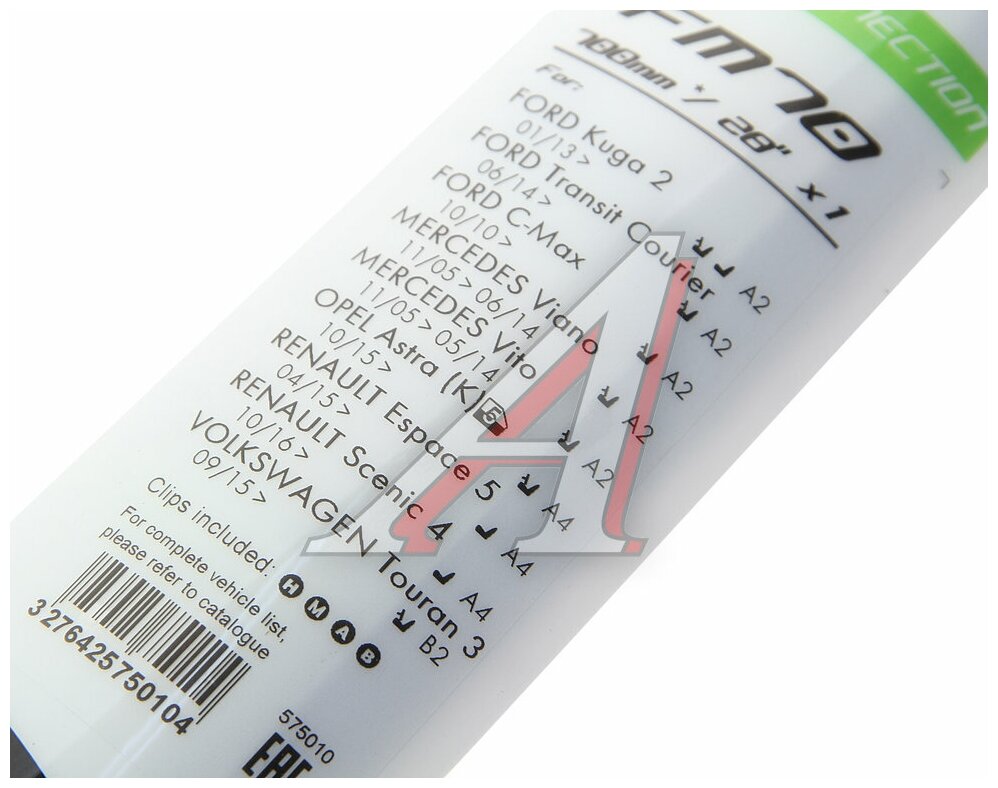 NECTION
FM70
700mm */ 28" x 1
For:
FORD Kuga 2
01/13> A2
FORD Transit Courier
06/14> A2
FORD C-Max
10/10> A2
MERCEDES Viano
11/05>06/14 A2
MERCEDES Vito
11/05>05/14 A2
OPEL Astra (K) 5
10/15> A4
RENAULT Espace 5
04/15> A4
RENAULT Scenic 4
10/16> A4
VOLKSWAGEN Touran 3
09/15> B2
Clips included: H M A B
For complete vehicle list,
please refer to catalogue
3 276425 750104
575010
EAC